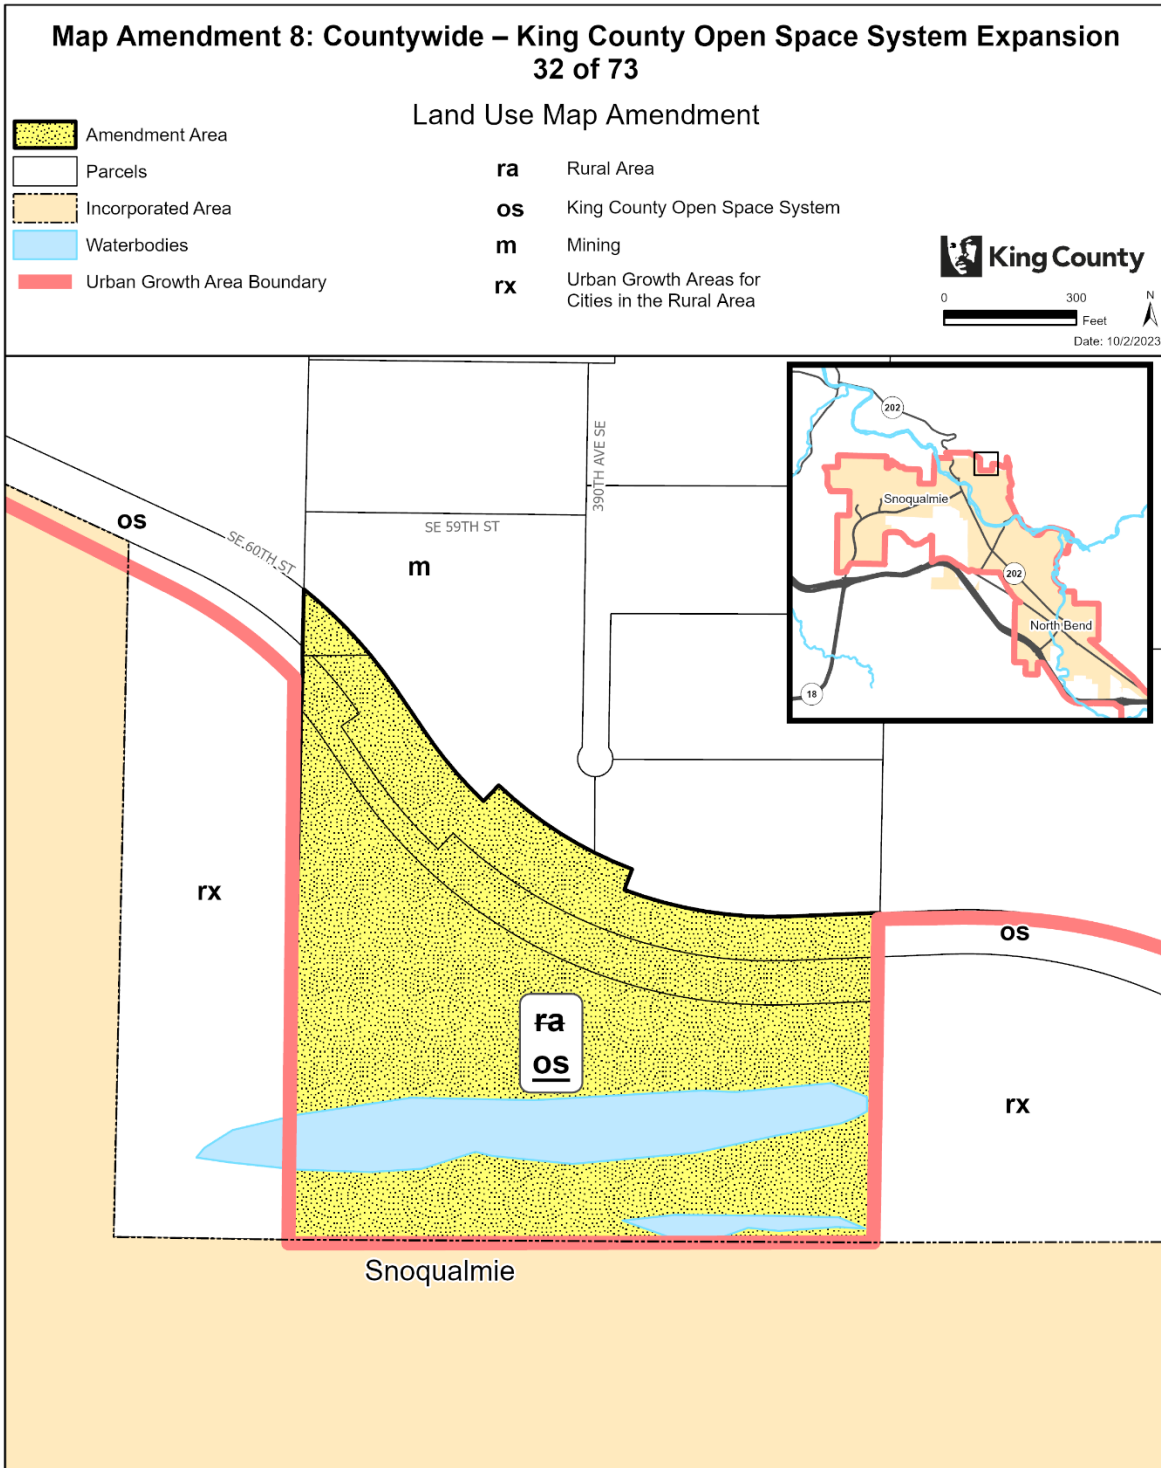 Map Amendment 8: Countywide – King County Open Space System Expansion
32 of 73
Land Use Map Amendment
Amendment Area
Parcels
Incorporated Area
Waterbodies
Urban Growth Area Boundary
ra Rural Area
os King County Open Space System
m Mining
rx Urban Growth Areas for
Cities in the Rural Area
King County
0 300
Feet
N
Date: 10/2/2023
202
Snoqualmie
202
North Bend
18
390TH AVE SE
SE 59TH ST
SE 60TH ST
os
m
rx
os
ra
os
rx
Snoqualmie